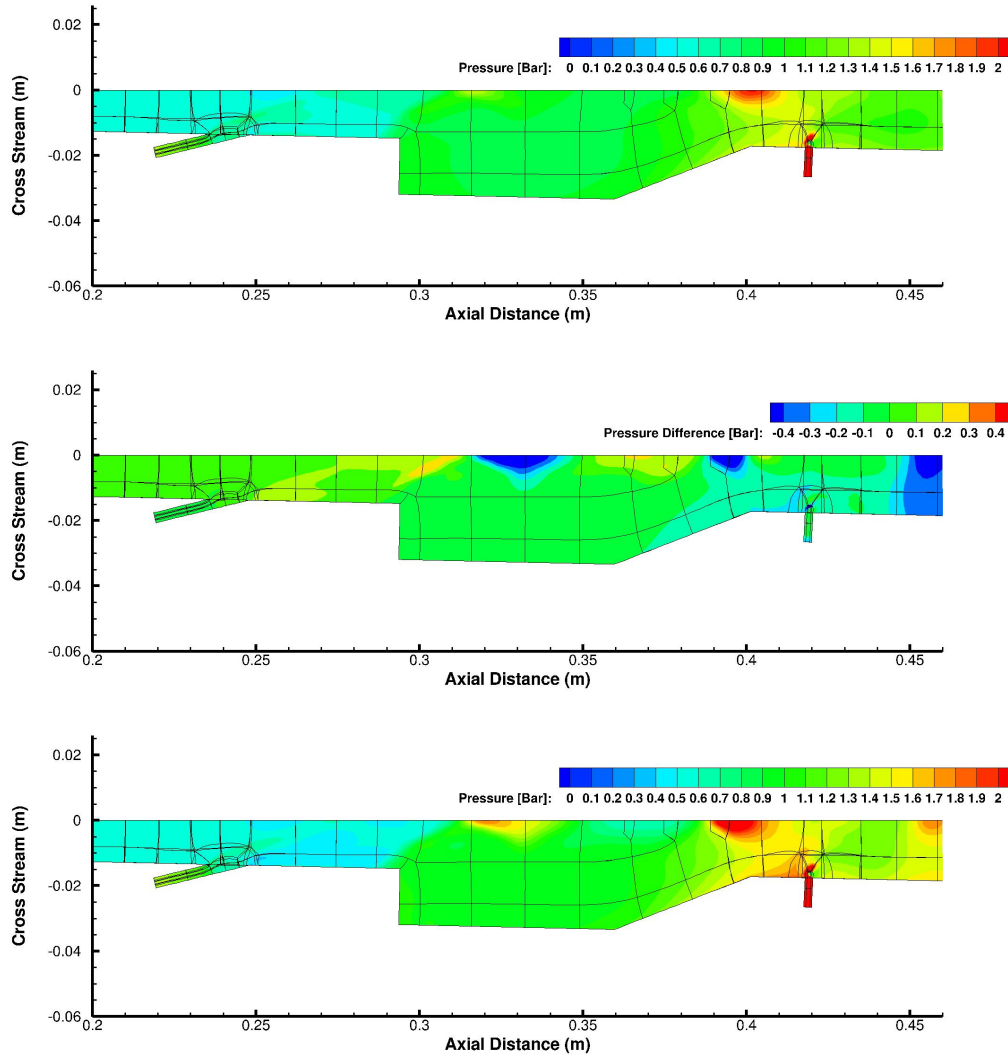 0.02
0
-0.02
-0.04
-0.06
Cross Stream (m)
Pressure [Bar]: 0 0.1 0.2 0.3 0.4 0.5 0.6 0.7 0.8 0.9 1 1.1 1.2 1.3 1.4 1.5 1.6 1.7 1.8 1.9 2
0.2 0.25 0.3 0.35 0.4 0.45
Axial Distance (m)
0.02
0
-0.02
-0.04
-0.06
Cross Stream (m)
Pressure Difference [Bar]: -0.4 -0.3 -0.2 -0.1 0 0.1 0.2 0.3 0.4
0.2 0.25 0.3 0.35 0.4 0.45
Axial Distance (m)
0.02
0
-0.02
-0.04
-0.06
Cross Stream (m)
Pressure [Bar]: 0 0.1 0.2 0.3 0.4 0.5 0.6 0.7 0.8 0.9 1 1.1 1.2 1.3 1.4 1.5 1.6 1.7 1.8 1.9 2
0.2 0.25 0.3 0.35 0.4 0.45
Axial Distance (m)